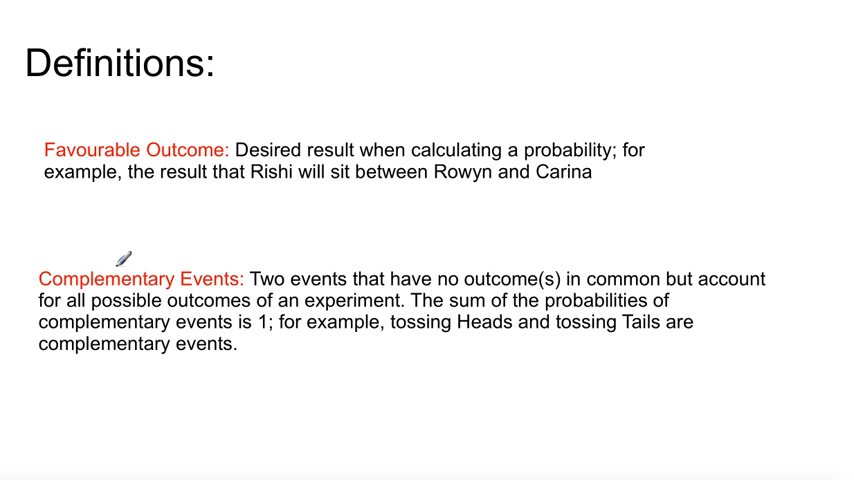 Definitions:
Favourable Outcome: Desired result when calculating a probability; for
example, the result that Rishi will sit between Rowyn and Carina
Complementary Events: Two events that have no outcome(s) in common but account
for all possible outcomes of an experiment. The sum of the probabilities of
complementary events is 1; for example, tossing Heads and tossing Tails are
complementary events.